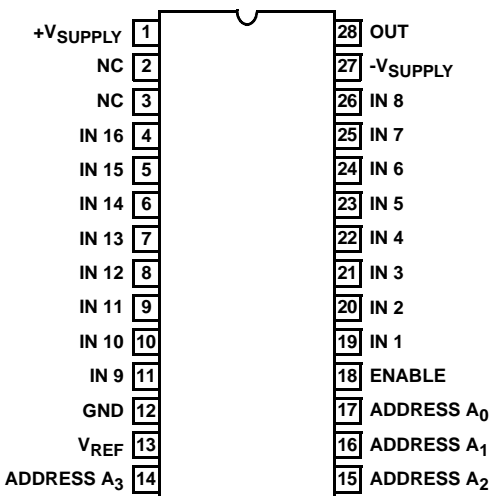 +VSUPPLY 1 28 OUT
NC 2 27 -VSUPPLY
NC 3 26 IN 8
IN 16 4 25 IN 7
IN 15 5 24 IN 6
IN 14 6 23 IN 5
IN 13 7 22 IN 4
IN 12 8 21 IN 3
IN 11 9 20 IN 2
IN 10 10 19 IN 1
IN 9 11 18 ENABLE
GND 12 17 ADDRESS A0
VREF 13 16 ADDRESS A1
ADDRESS A3 14 15 ADDRESS A2